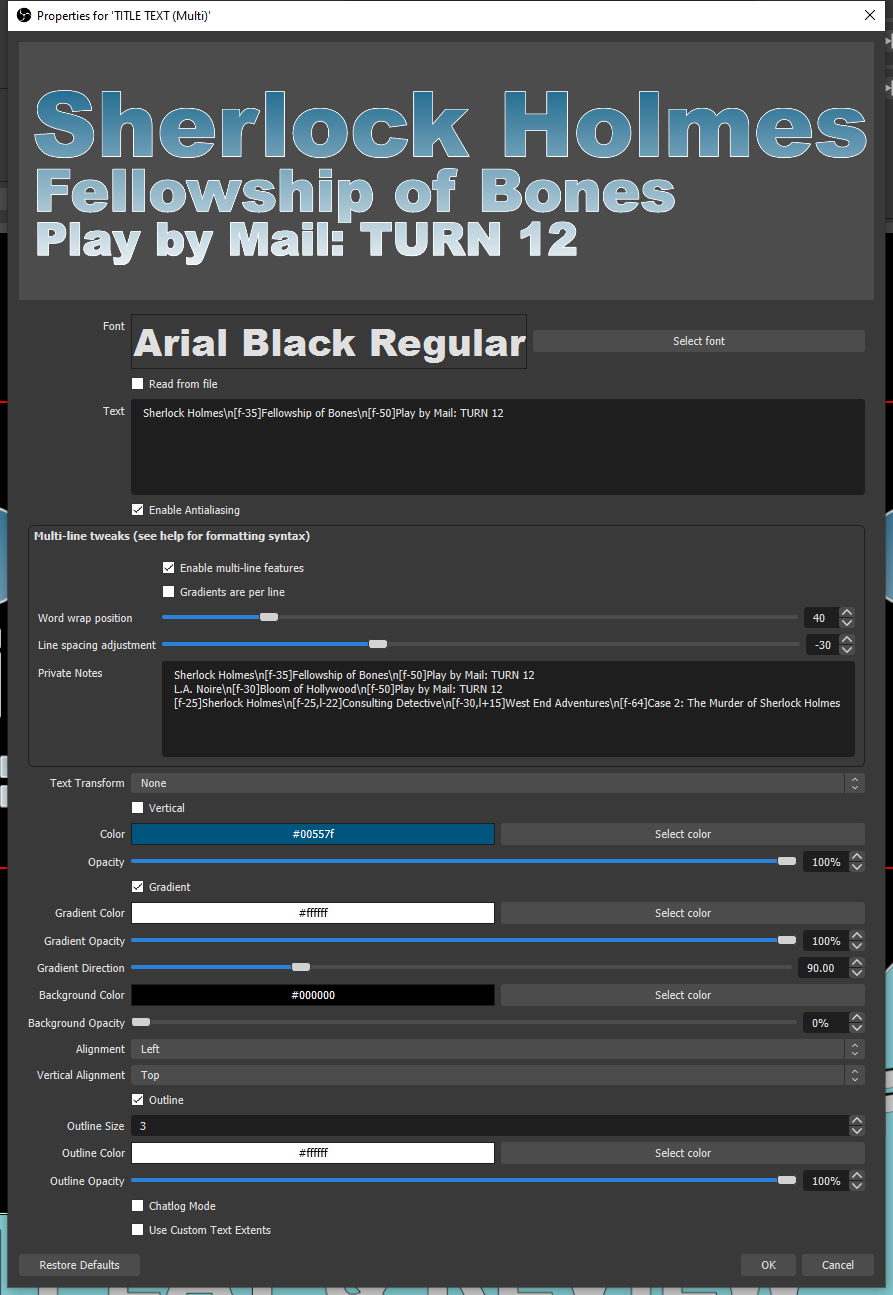 Properties for 'TITLE TEXT (Multi)'
Sherlock Holmes
Fellowship of Bones
Play by Mail: TURN 12
Font
Arial Black Regular
Select font
Read from file
Text
Sherlock Holmes\n[f-35]Fellowship of Bones\n[f-50]Play by Mail: TURN 12
Enable Antialiasing
Multi-line tweaks (see help for formatting syntax)
Enable multi-line features
Gradients are per line
Word wrap position 40
Line spacing adjustment -30
Private Notes
Sherlock Holmes\n[f-35]Fellowship of Bones\n[f-50]Play by Mail: TURN 12
L.A. Noire\n[f-30]Bloom of Hollywood\n[f-50]Play by Mail: TURN 12
[f-25]Sherlock Holmes\n[f-25,l-22]Consulting Detective\n[f-30,l+15]West End Adventures\n[f-64]Case 2: The Murder of Sherlock Holmes
Text Transform None
Vertical
Color #00557f Select color
Opacity 100%
Gradient
Gradient Color #ffffff Select color
Gradient Opacity 100%
Gradient Direction 90.00
Background Color #000000 Select color
Background Opacity 0%
Alignment Left
Vertical Alignment Top
Outline
Outline Size 3
Outline Color #ffffff Select color
Outline Opacity 100%
Chatlog Mode
Use Custom Text Extents
Restore Defaults OK Cancel